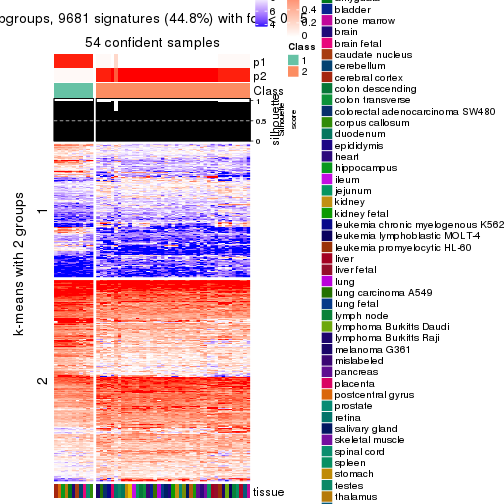 ogroups, 9681 signatures (44.8%) with fd
54 confident samples
p1
p2
Class
1
0.5
0
silhouette
score
k-means with 2 groups
1
2
tissue
6
4
0.4
0.2
0
Class
1
2
bladder
bone marrow
brain
brain fetal
caudate nucleus
cerebellum
cerebral cortex
colon descending
colon transverse
colorectal adenocarcinoma SW480
corpus callosum
duodenum
epididymis
heart
hippocampus
ileum
jejunum
kidney
kidney fetal
leukemia chronic myelogenous K562
leukemia lymphoblastic MOLT-4
leukemia promyelocytic HL-60
liver
liver fetal
lung
lung carcinoma A549
lung fetal
lymph node
lymphoma Burkitts Daudi
lymphoma Burkitts Raji
melanoma G361
mislabeled
pancreas
placenta
postcentral gyrus
prostate
retina
salivary gland
skeletal muscle
spinal cord
spleen
stomach
testes
thalamus